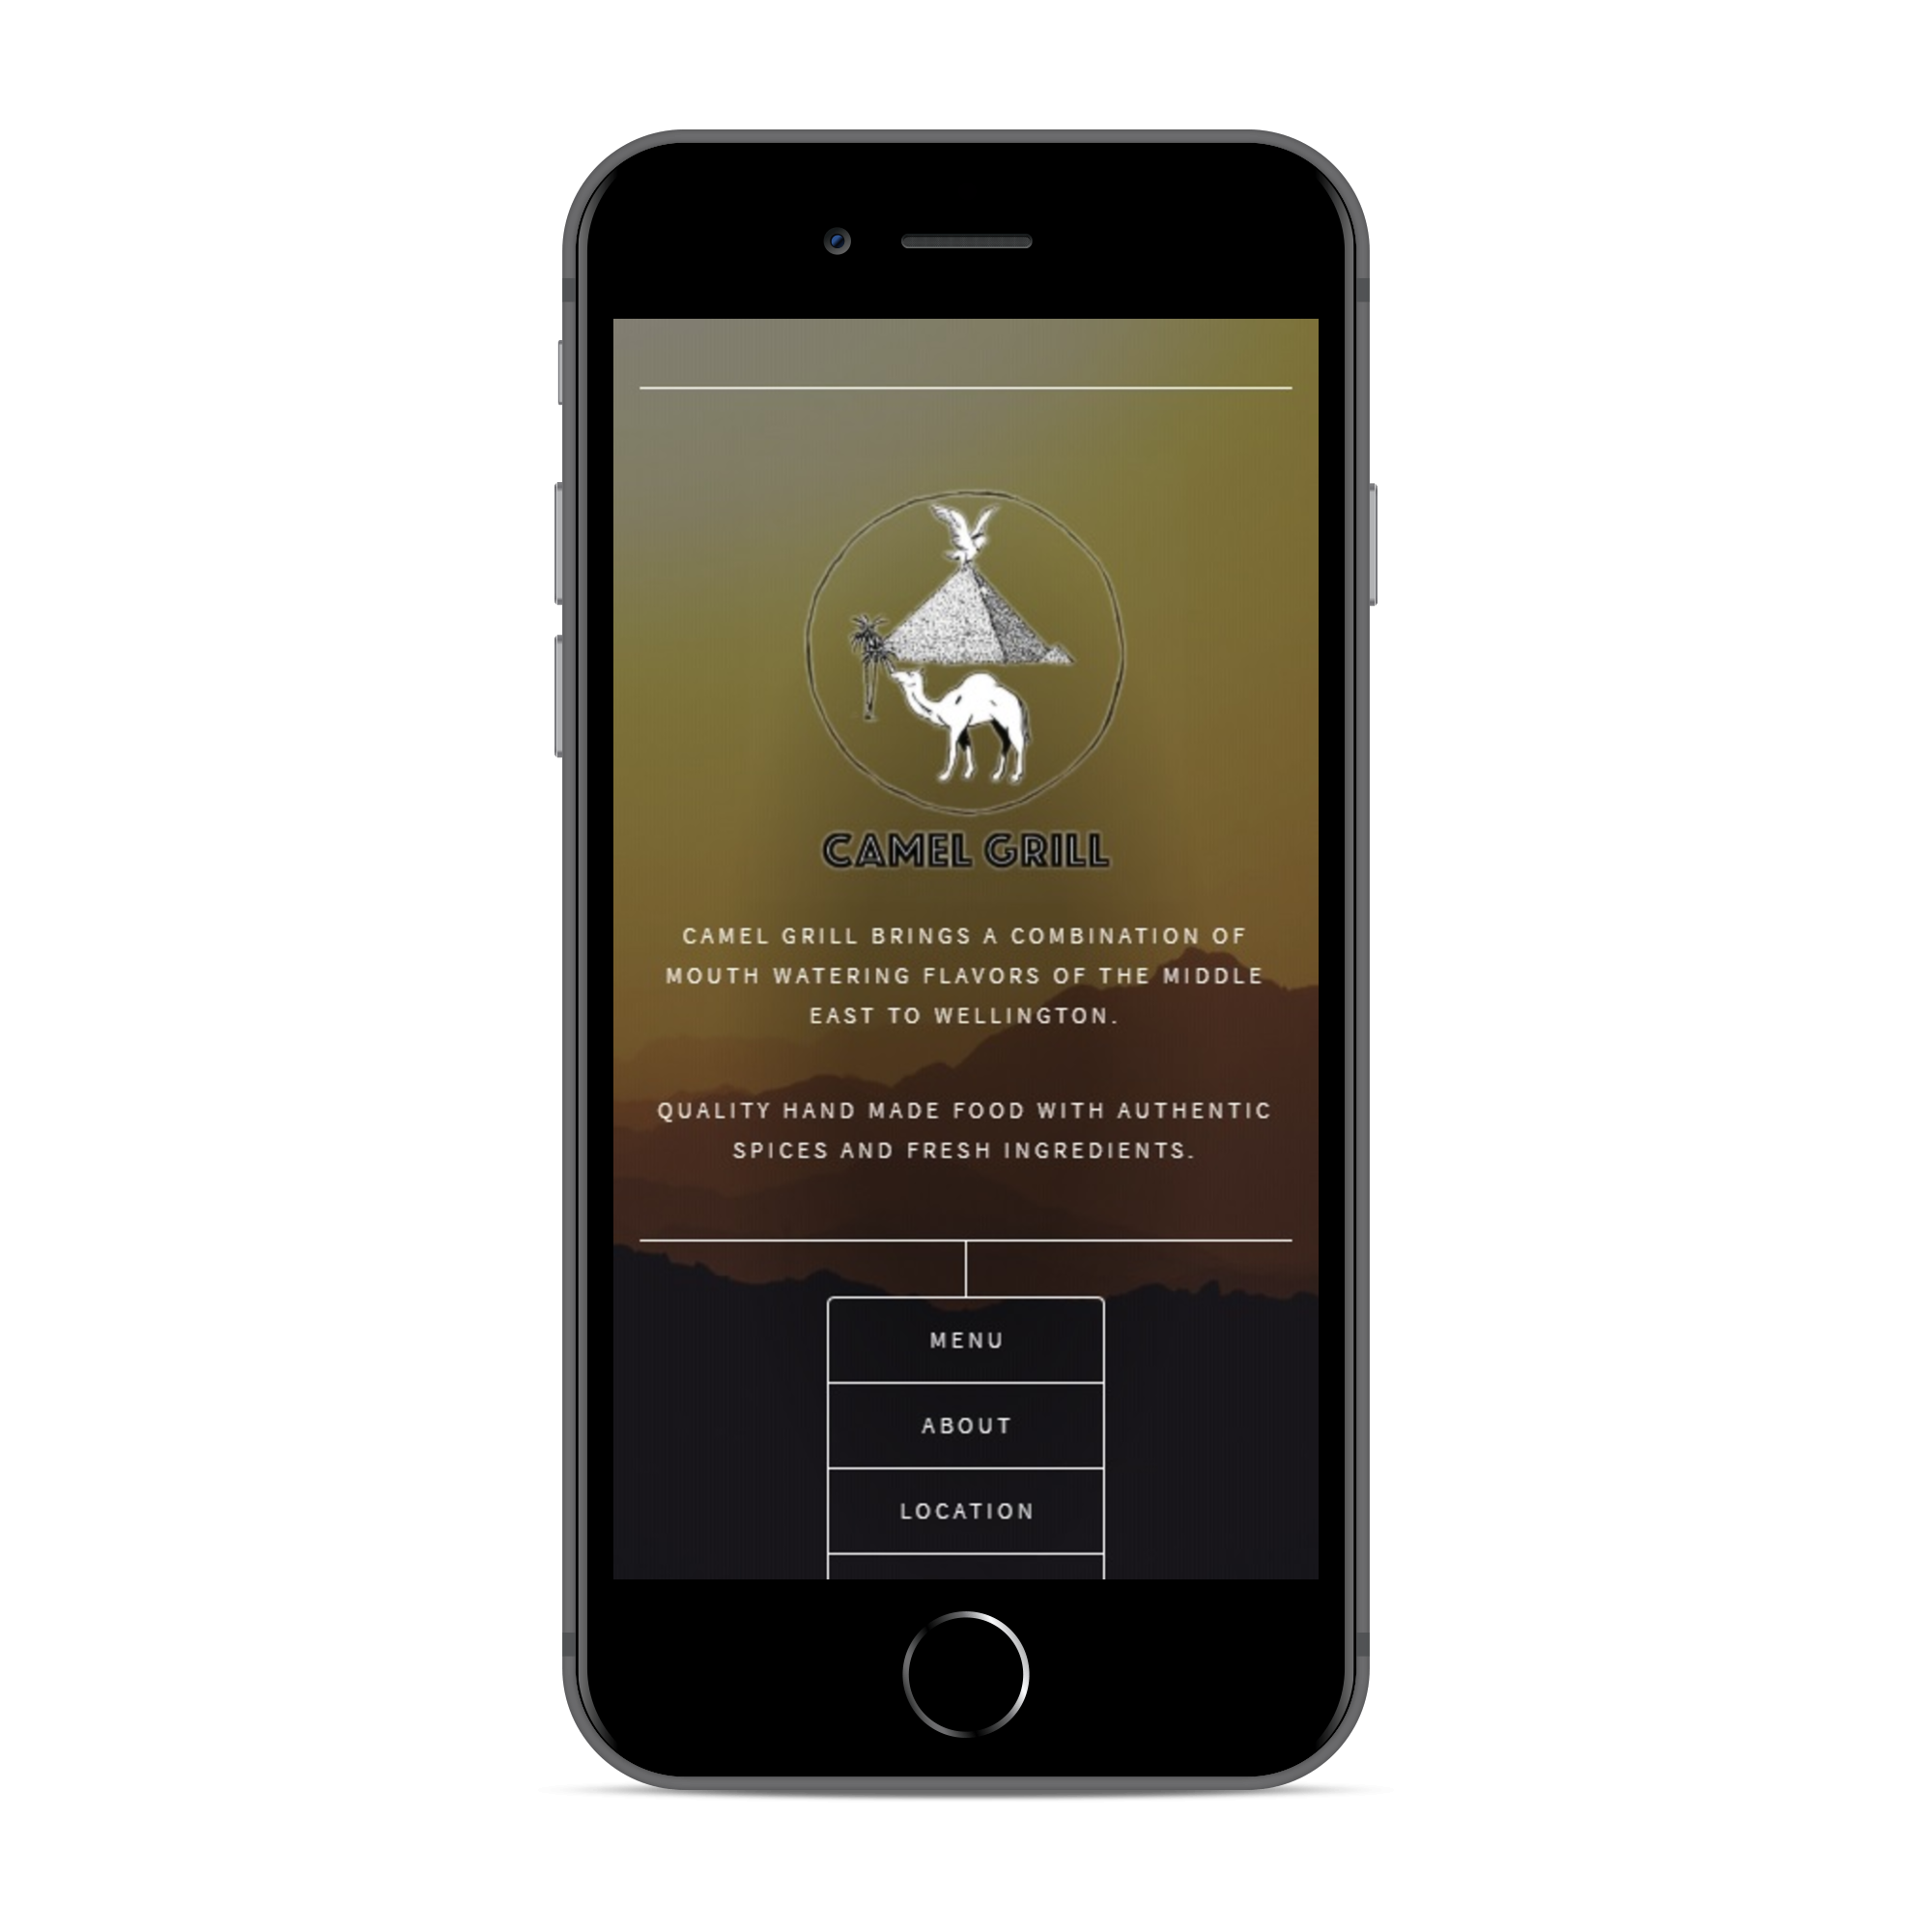 CAMEL GRILL
CAMEL GRILL BRINGS A COMBINATION OF
MOUTH WATERING FLAVORS OF THE MIDDLE
EAST TO WELLINGTON.
QUALITY HAND MADE FOOD WITH AUTHENTIC
SPICES AND FRESH INGREDIENTS.
MENU
ABOUT
LOCATION